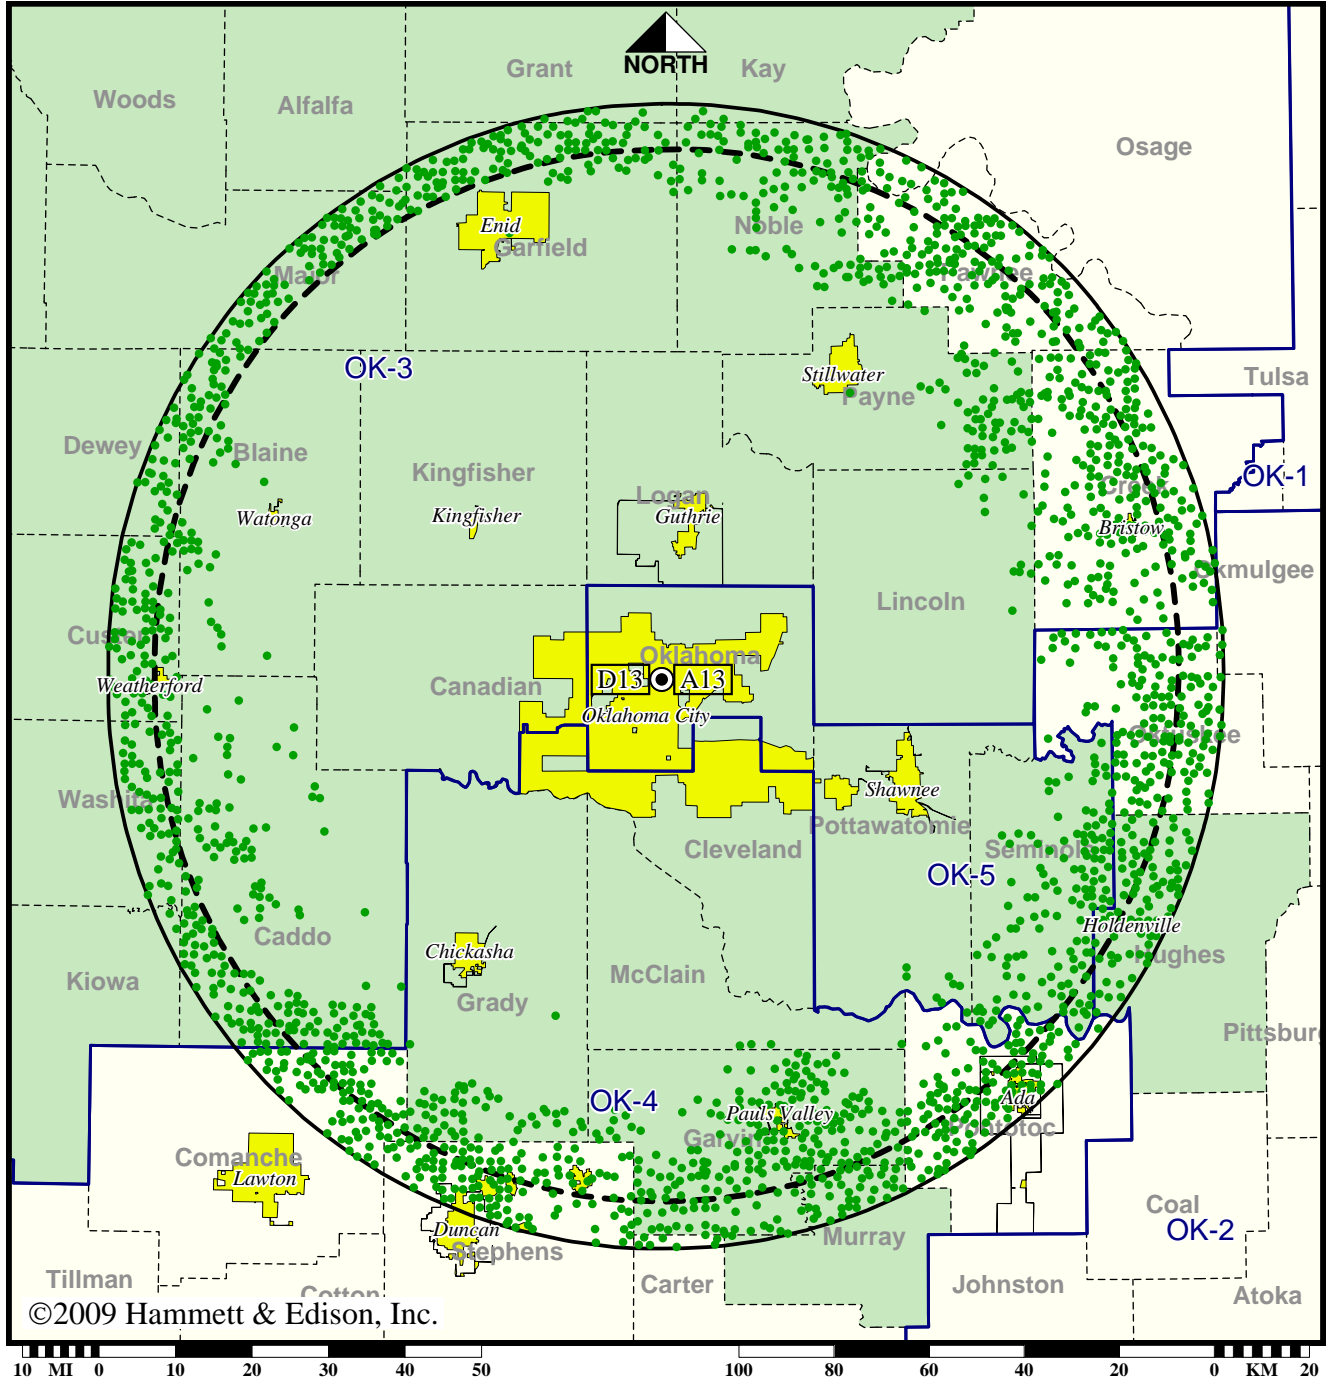 NORTH
Grant
Kay
Woods
Alfalfa
Osage
Enid
Garfield
Noble
Major
Pawnee
OK-3
Stillwater
Payne
Tulsa
Dewey
Blaine
Kingfisher
Logan
OK-1
Creek
Watonga
Kingfisher
Guthrie
Bristow
Okmulgee
Lincoln
Custer
Oklahoma
Weatherford
Canadian
D13
A13
Oklahoma City
Okfuskee
Washita
Shawnee
Pottawatomie
Cleveland
Seminole
OK-5
Caddo
Holdenville
Chickasha
Hughes
Kiowa
McClain
Grady
Pittsburg
OK-4
Ada
Pauls Valley
Garvin
Pontotoc
Comanche
Lawton
Coal
Duncan
OK-2
Stephens
Murray
Tillman
Carter
Johnston
Cotton
Atoka
©2009 Hammett & Edison, Inc.
10 MI 0 10 20 30 40 50 100 80 60 40 20 0 KM 20